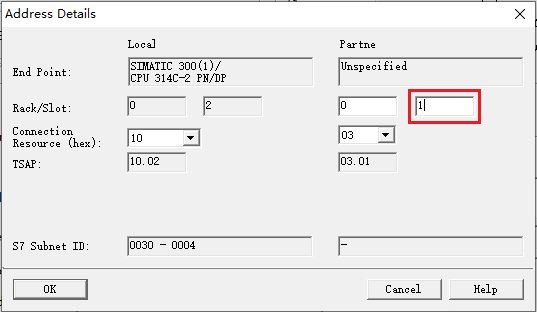 Address Details
Local Partne
End Point: SIMATIC 300(1)/ Unspecified
CPU 314C-2 PN/DP
Rack/Slot: 0 2 0 1
Connection
Resource (hex): 10 03
TSAP: 10.02 03.01
S7 Subnet ID: 0030 - 0004 -
OK Cancel Help